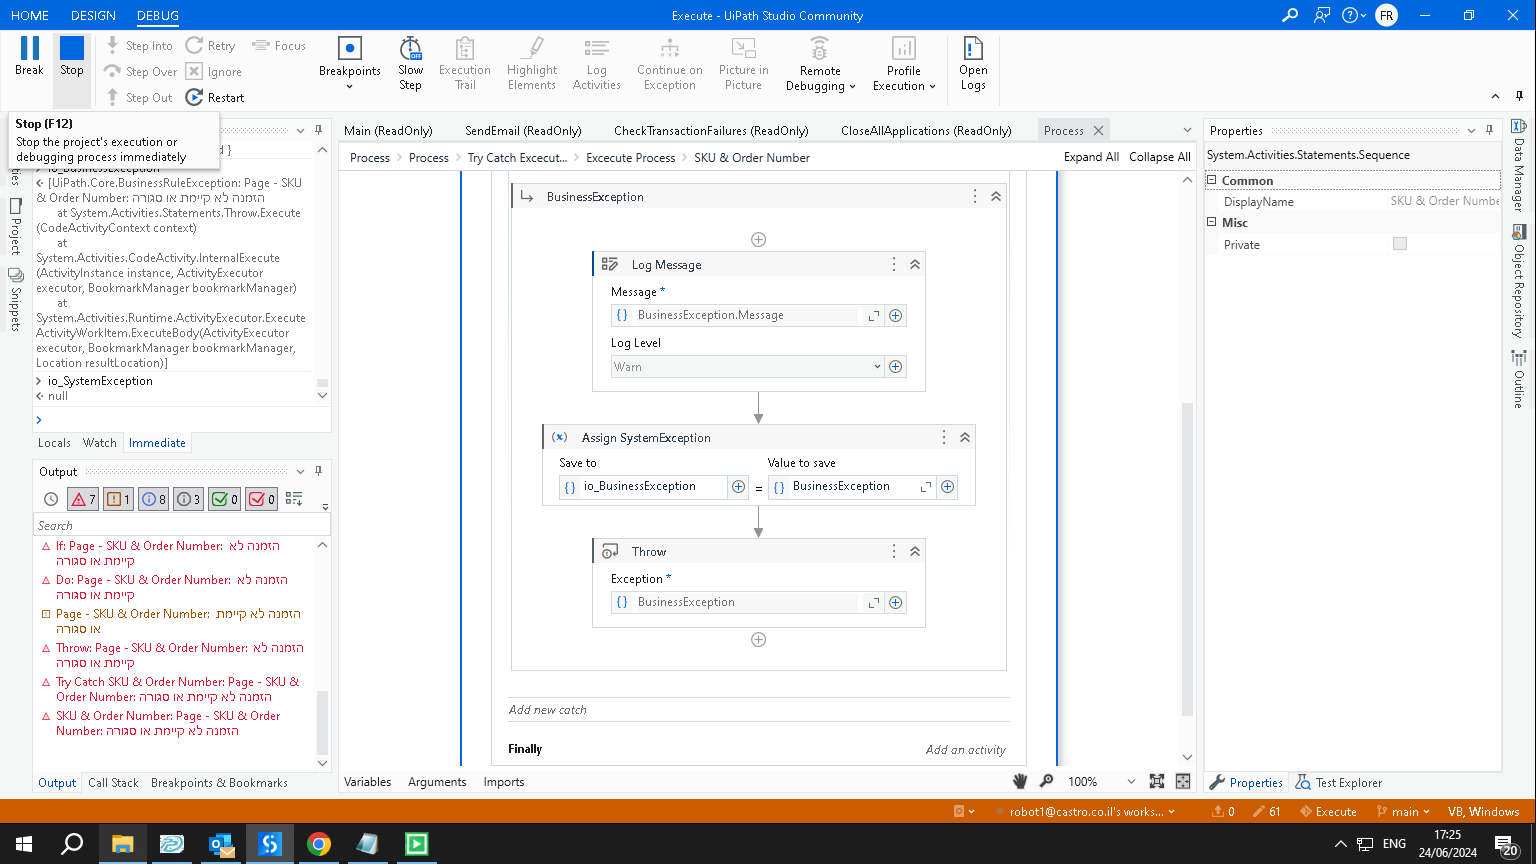 HOME DESIGN DEBUG
Execute - UiPath Studio Community
FR
Break
Stop
Step Into
Step Over
Step Out
Retry
Ignore
Restart
Focus
Breakpoints
Slow Step
Execution Trail
Highlight Elements
Log Activities
Continue on Exception
Picture in Picture
Remote Debugging
Profile Execution
Open Logs
Stop (F12)
Stop the project's execution or
debugging process immediately
Project
Snippets
[UiPath.Core.BusinessRuleException: Page - SKU
& Order Number: הזמנה לא קיימת או סגורה
at System.Activities.Statements.Throw.Execute
(CodeActivityContext context)
at
System.Activities.CodeActivity.InternalExecute
(ActivityInstance instance, ActivityExecutor
executor, BookmarkManager bookmarkManager)
at
System.Activities.Runtime.ActivityExecutor.Execute
ActivityWorkItem.ExecuteBody(ActivityExecutor
executor, BookmarkManager bookmarkManager,
Location resultLocation)]
io_SystemException
null
Locals Watch Immediate
Output
7 1 8 3 0 0
Search
If: Page - SKU & Order Number: הזמנה לא
קיימת או סגורה
Do: Page - SKU & Order Number: הזמנה לא
קיימת או סגורה
Page - SKU & Order Number: הזמנה לא קיימת
או סגורה
Throw: Page - SKU & Order Number: הזמנה לא
קיימת או סגורה
Try Catch SKU & Order Number: Page - SKU &
Order Number: הזמנה לא קיימת או סגורה
SKU & Order Number: Page - SKU & Order
Number: הזמנה לא קיימת או סגורה
Output Call Stack Breakpoints & Bookmarks
Main (ReadOnly) SendEmail (ReadOnly) CheckTransactionFailures (ReadOnly) CloseAllApplications (ReadOnly) Process
Process Process Try Catch Excecut... Excecute Process SKU & Order Number
Expand All Collapse All
BusinessException
Log Message
Message *
BusinessException.Message
Log Level
Warn
Assign SystemException
Save to Value to save
io_BusinessException = BusinessException
Throw
Exception *
BusinessException
Add new catch
Finally Add an activity
Variables Arguments Imports
100%
Properties
System.Activities.Statements.Sequence
Common
DisplayName SKU & Order Numbe
Misc
Private
Properties Test Explorer
Data Manager
Object Repository
Outline
robot1@castro.co.il's works... 0 61 Execute main VB, Windows
ENG
17:25
24/06/2024
20